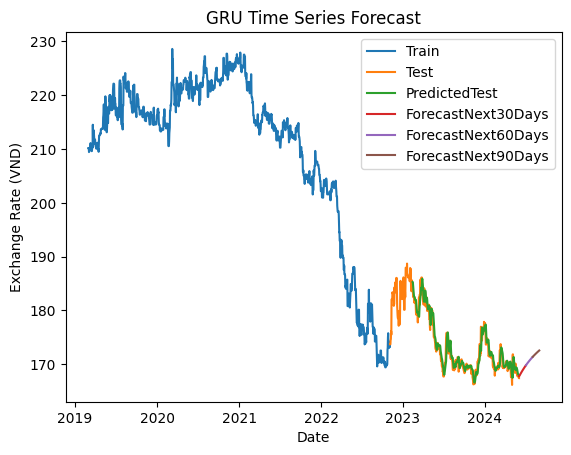 GRU Time Series Forecast
Exchange Rate (VND)
230
220
210
200
190
180
170
Train
Test
PredictedTest
ForecastNext30Days
ForecastNext60Days
ForecastNext90Days
2019
2020
2021
2022
2023
2024
Date